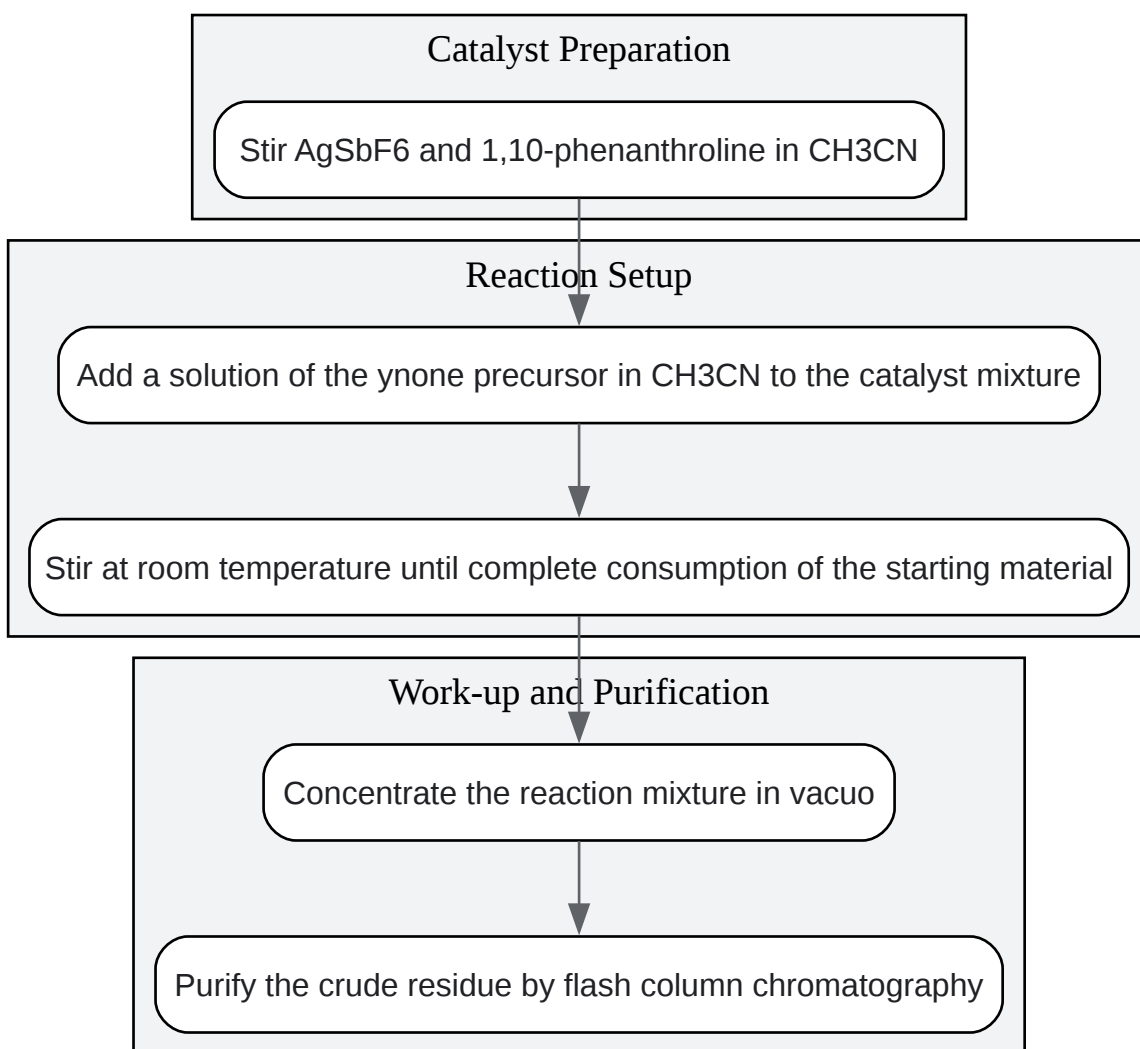 Catalyst Preparation
Stir AgSbF6 and 1,10-phenanthroline in CH3CN
Reaction Setup
Add a solution of the ynone precursor in CH3CN to the catalyst mixture
Stir at room temperature until complete consumption of the starting material
Work-up and Purification
Concentrate the reaction mixture in vacuo
Purify the crude residue by flash column chromatography